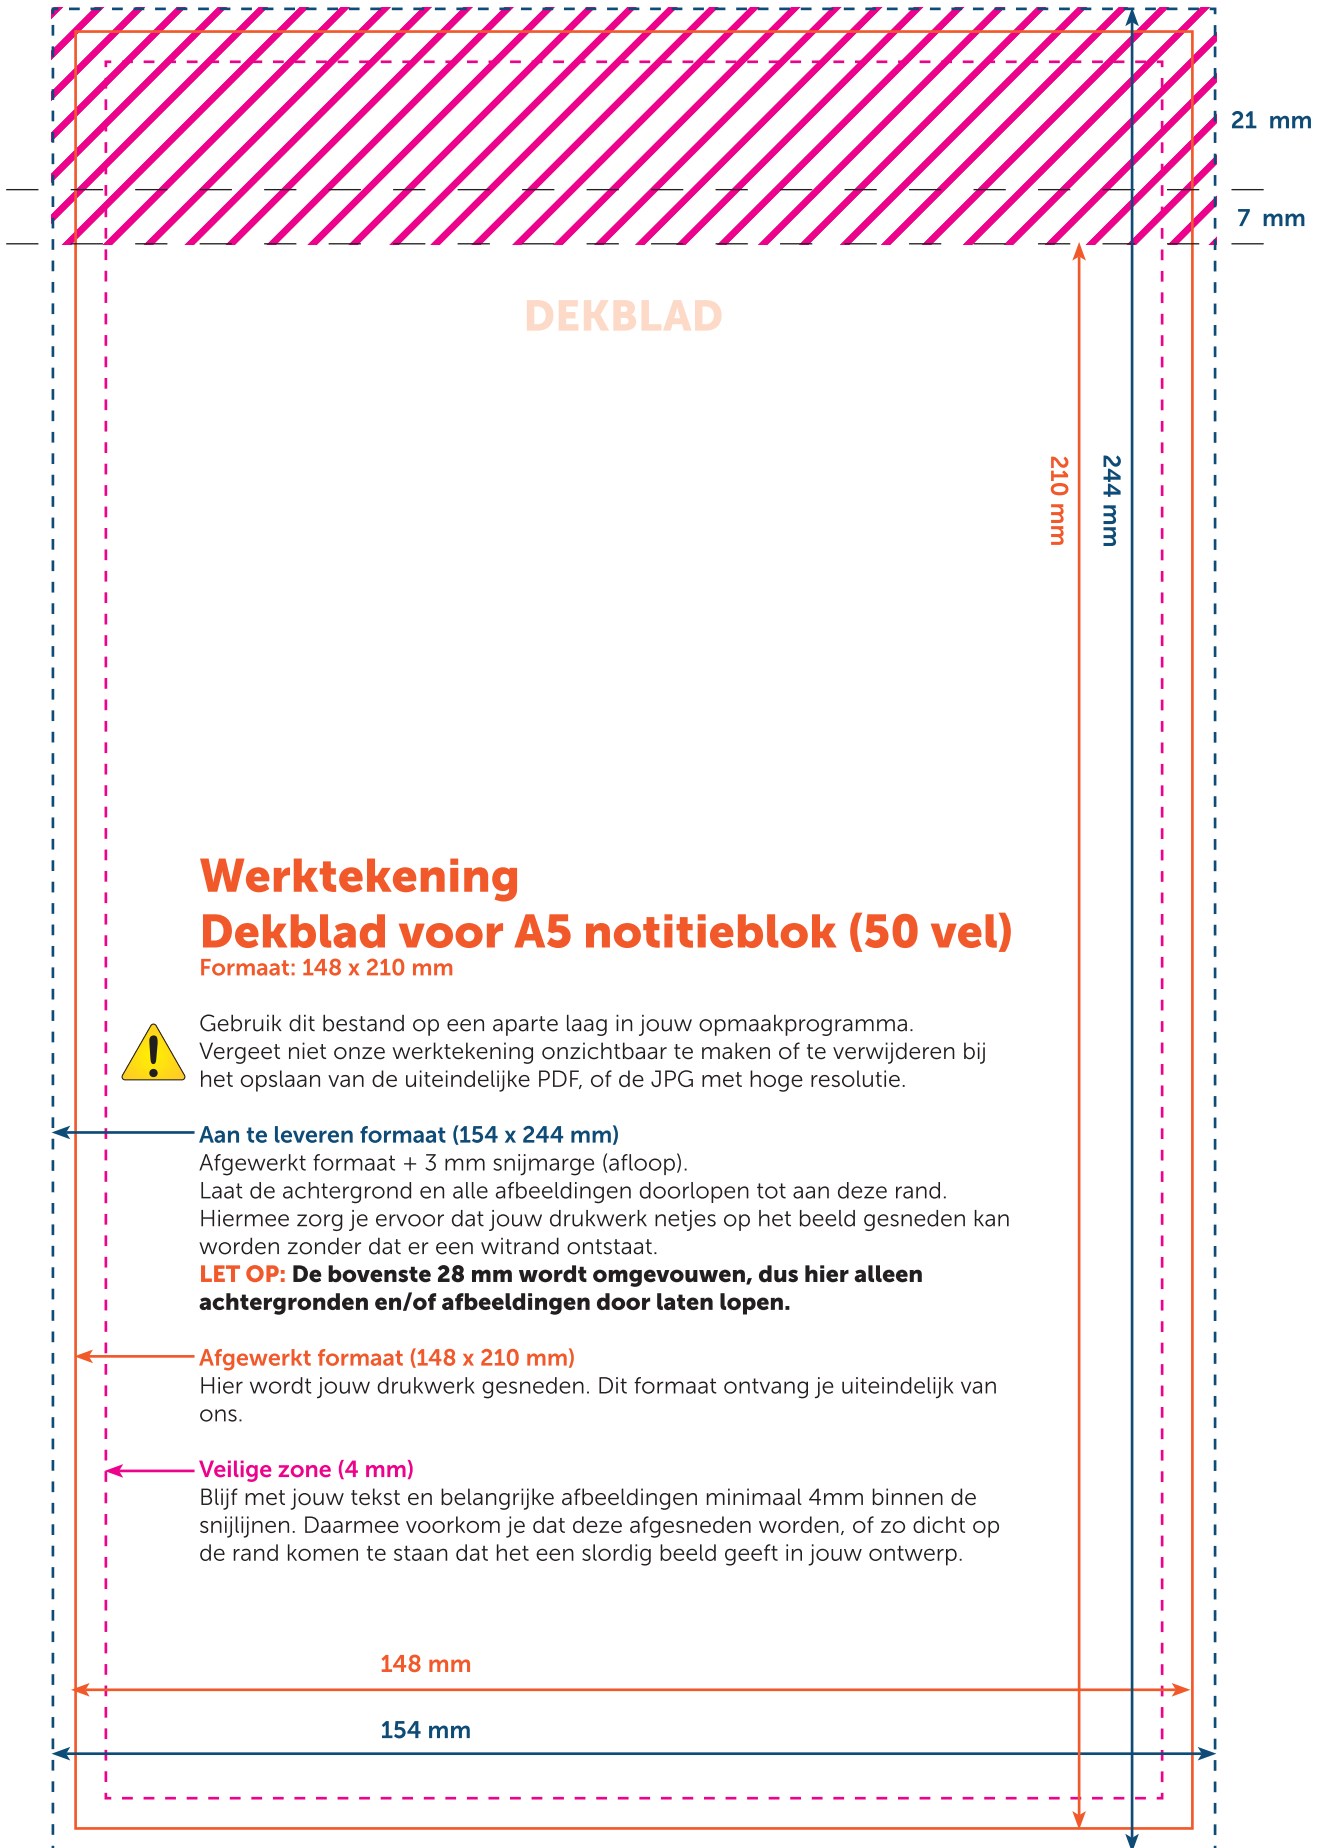 21 mm
7 mm
DEKBLAD
210 mm
244 mm
Werktekening
Dekblad voor A5 notitieblok (50 vel)
Formaat: 148 x 210 mm
Gebruik dit bestand op een aparte laag in jouw opmaakprogramma.
Vergeet niet onze werktekening onzichtbaar te maken of te verwijderen bij
het opslaan van de uiteindelijke PDF, of de JPG met hoge resolutie.
Aan te leveren formaat (154 x 244 mm)
Afgewerkt formaat + 3 mm snijmarge (afloop).
Laat de achtergrond en alle afbeeldingen doorlopen tot aan deze rand.
Hiermee zorg je ervoor dat jouw drukwerk netjes op het beeld gesneden kan
worden zonder dat er een witrand ontstaat.
LET OP: De bovenste 28 mm wordt omgevouwen, dus hier alleen
achtergronden en/of afbeeldingen door laten lopen.
Afgewerkt formaat (148 x 210 mm)
Hier wordt jouw drukwerk gesneden. Dit formaat ontvang je uiteindelijk van
ons.
Veilige zone (4 mm)
Blijf met jouw tekst en belangrijke afbeeldingen minimaal 4mm binnen de
snijlijnen. Daarmee voorkom je dat deze afgesneden worden, of zo dicht op
de rand komen te staan dat het een slordig beeld geeft in jouw ontwerp.
148 mm
154 mm